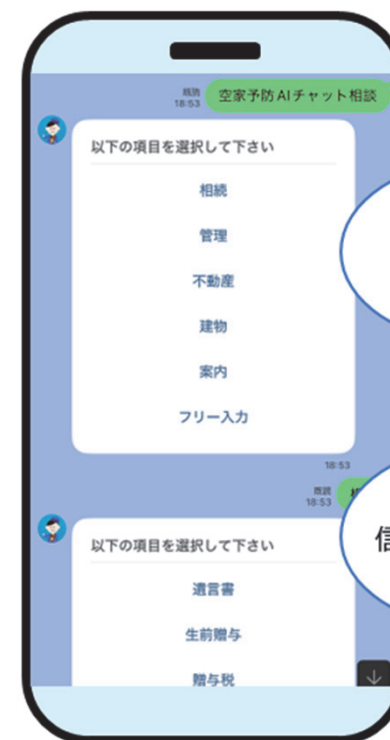 既読
18:53
空家予防AIチャット相談
以下の項目を選択して下さい
相続
管理
不動産
建物
案内
フリー入力
18:53
既読
18:53
以下の項目を選択して下さい
遺言書
生前贈与
贈与税